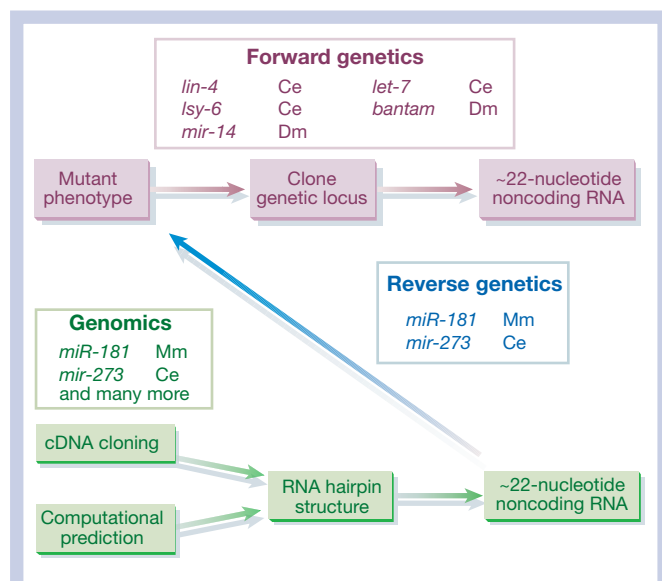 Forward genetics
lin-4 Ce let-7 Ce
lsy-6 Ce bantam Dm
mir-14 Dm
Mutant
phenotype
Clone
genetic locus
~22-nucleotide
noncoding RNA
Reverse genetics
miR-181 Mm
mir-273 Ce
Genomics
miR-181 Mm
mir-273 Ce
and many more
cDNA cloning
Computational
prediction
RNA hairpin
structure
~22-nucleotide
noncoding RNA